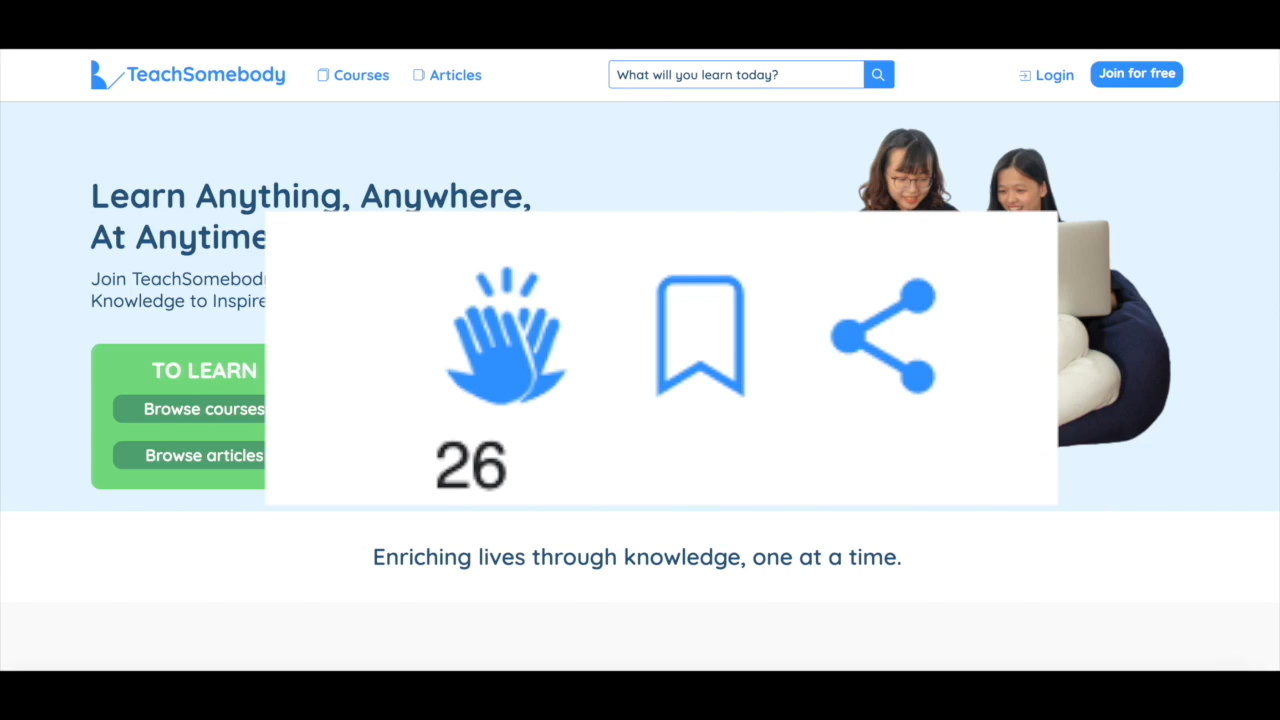 TeachSomebody
Courses
Articles
What will you learn today?
Login
Join for free
Learn Anything, Anywhere,
At Anytime
Join TeachSomebod
Knowledge to Inspire
TO LEARN
Browse courses
Browse articles
26
Enriching lives through knowledge, one at a time.